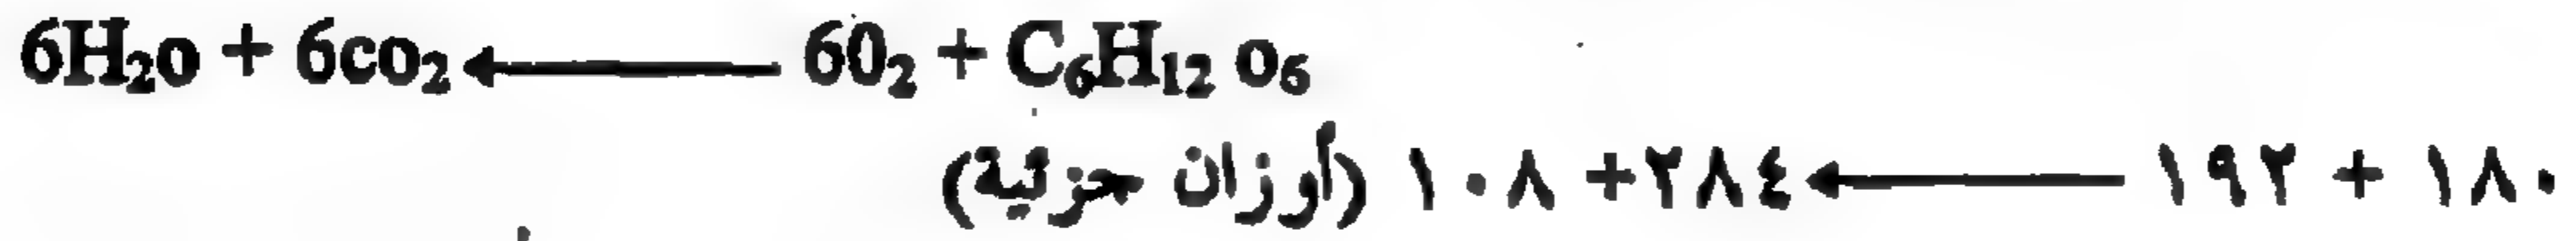 6H₂o + 6co₂ ← 60₂ + C₆H₁₂ o₆
١٨٠ + ١٩٢ ← ٢٨٤+ ١٠٨ (أوزان جزئية)